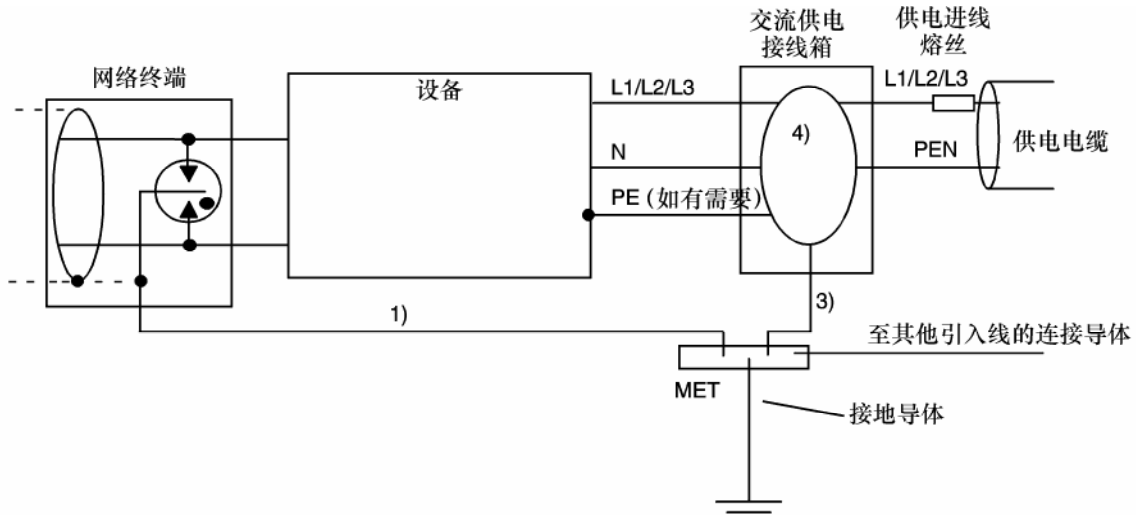 网络终端
设备
交流供电
接线箱
供电进线
熔丝
L1/L2/L3
L1/L2/L3
4)
供电电缆
N
PEN
PE（如有需要）
1)
3)
至其他引入线的连接导体
MET
接地导体